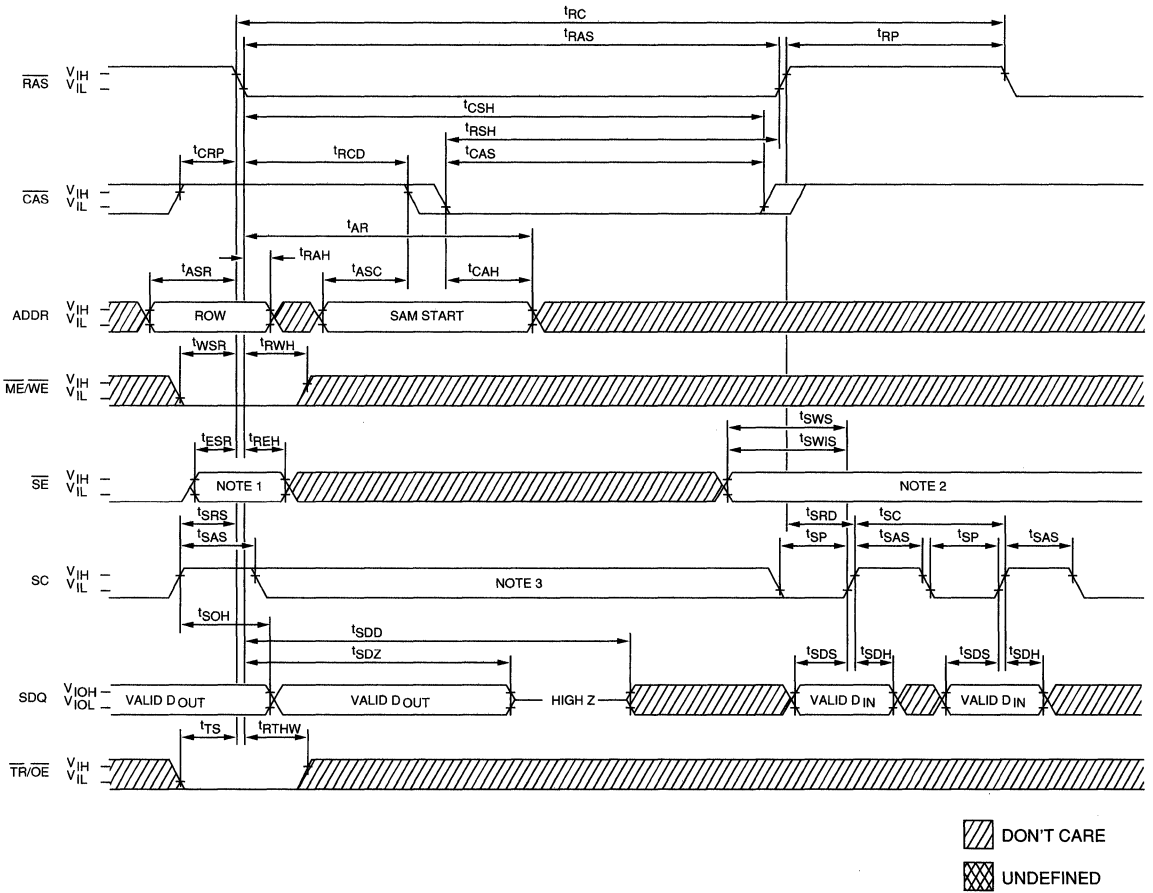 tRC
tRAS
tRP
RAS VIH
VIL
tCSH
tRSH
tCRP
tRCD
tCAS
CAS VIH
VIL
tAR
tRAH
tASR
tASC
tCAH
ADDR VIH
VIL
ROW
SAM START
tWSR
tRWH
ME/WE VIH
VIL
tSWS
tESR
tREH
tSWIS
SE VIH
VIL
NOTE 1
NOTE 2
tSRS
tSRD
tSC
tSAS
tSP
tSAS
tSP
tSAS
SC VIH
VIL
NOTE 3
tSOH
tSDD
tSDZ
tSDS
tSDH
tSDS
tSDH
SDQ VIOH
VIOL
VALID DOUT
VALID DOUT
HIGH Z
VALID DIN
VALID DIN
tTS
tRTHW
TR/OE VIH
VIL
DON'T CARE
UNDEFINED